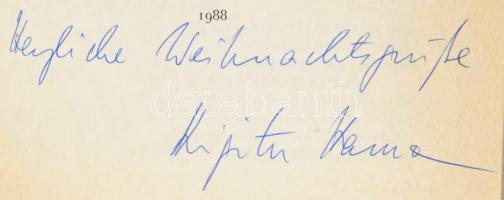 1988
Herzliche Weihnachtsgrüße
darabanth